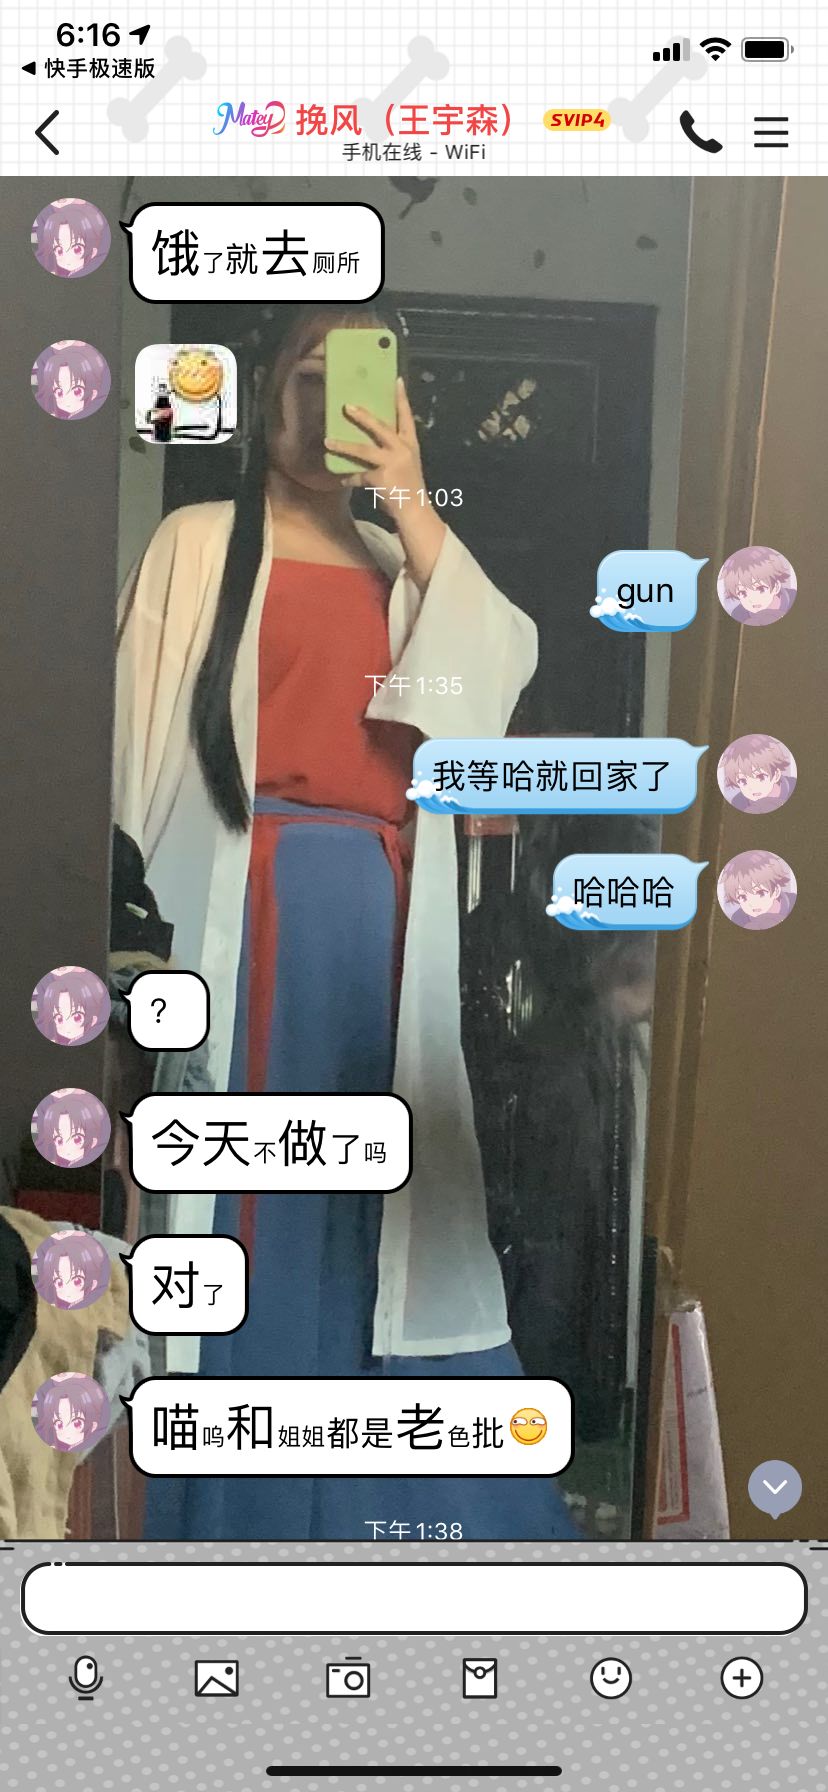 6:16
快手极速版
Matey 挽风（王宇森） SVIP4
手机在线 - WiFi
饿了就去厕所
下午1:03
gun
下午1:35
我等哈就回家了
哈哈哈
?
今天不做了吗
对了
喵呜和姐姐都是老色批
下午1:38